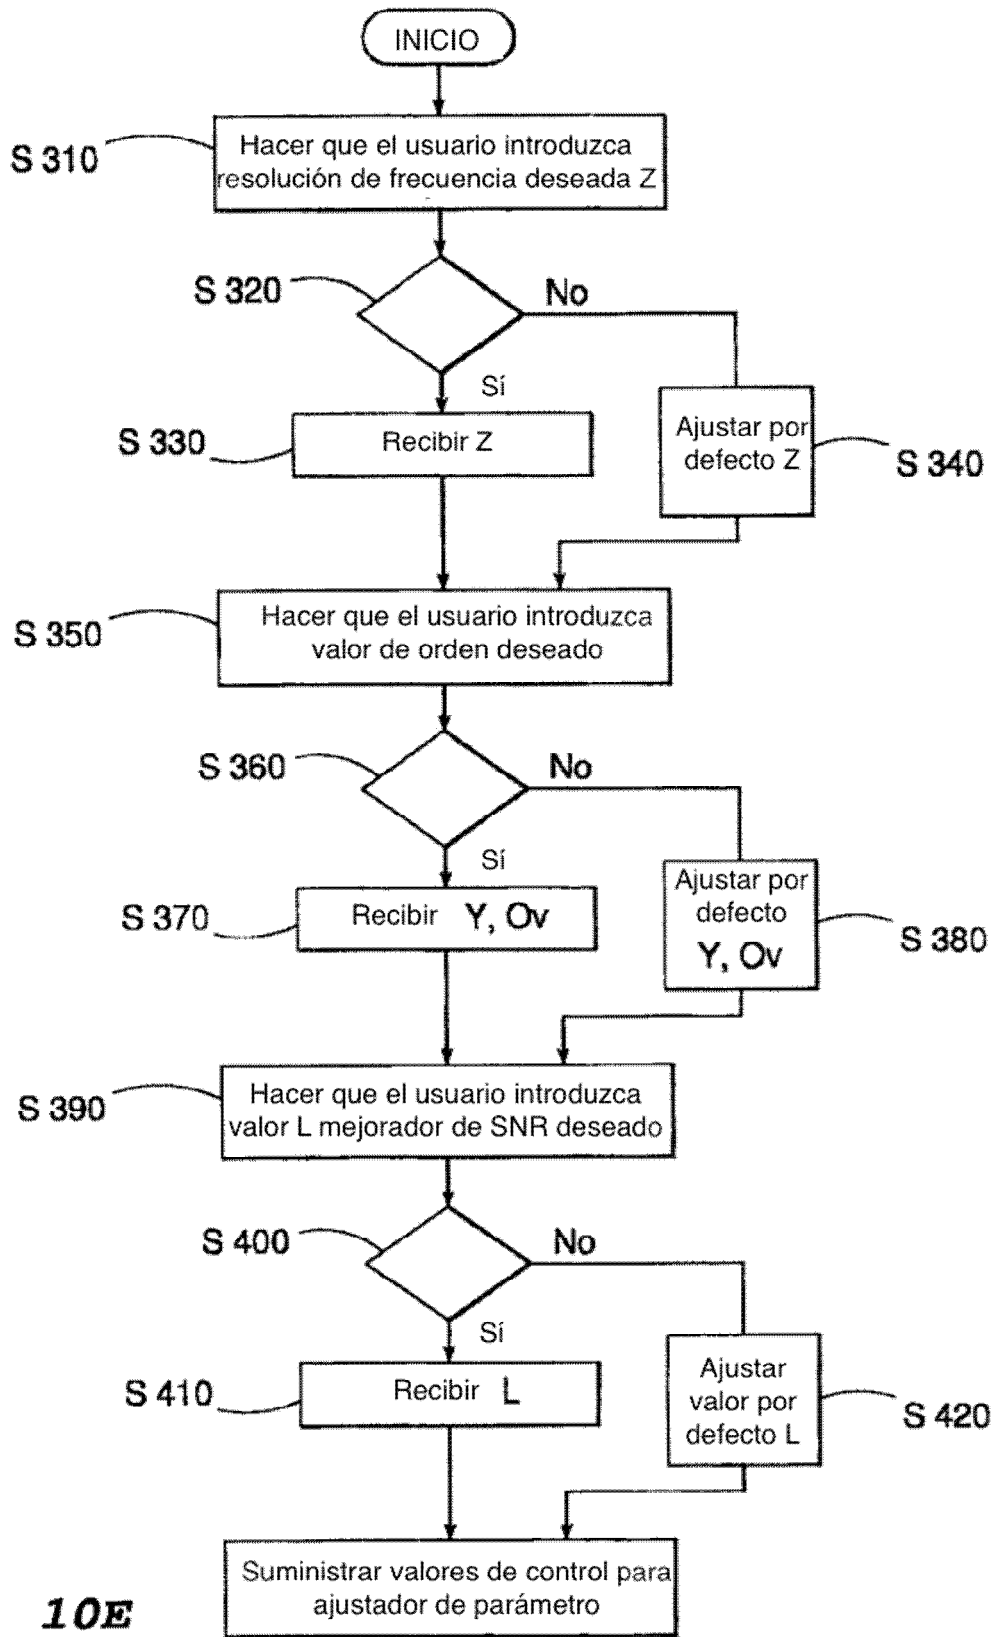 INICIO
S 310
Hacer que el usuario introduzca
resolución de frecuencia deseada Z
S 320
No
Sí
S 330
Recibir Z
Ajustar por
defecto Z
S 340
S 350
Hacer que el usuario introduzca
valor de orden deseado
S 360
No
Sí
S 370
Recibir Y, Ov
Ajustar por
defecto
Y, Ov
S 380
S 390
Hacer que el usuario introduzca
valor L mejorador de SNR deseado
S 400
No
Sí
S 410
Recibir L
Ajustar
valor por
defecto L
S 420
Suministrar valores de control para
ajustador de parámetro
10E